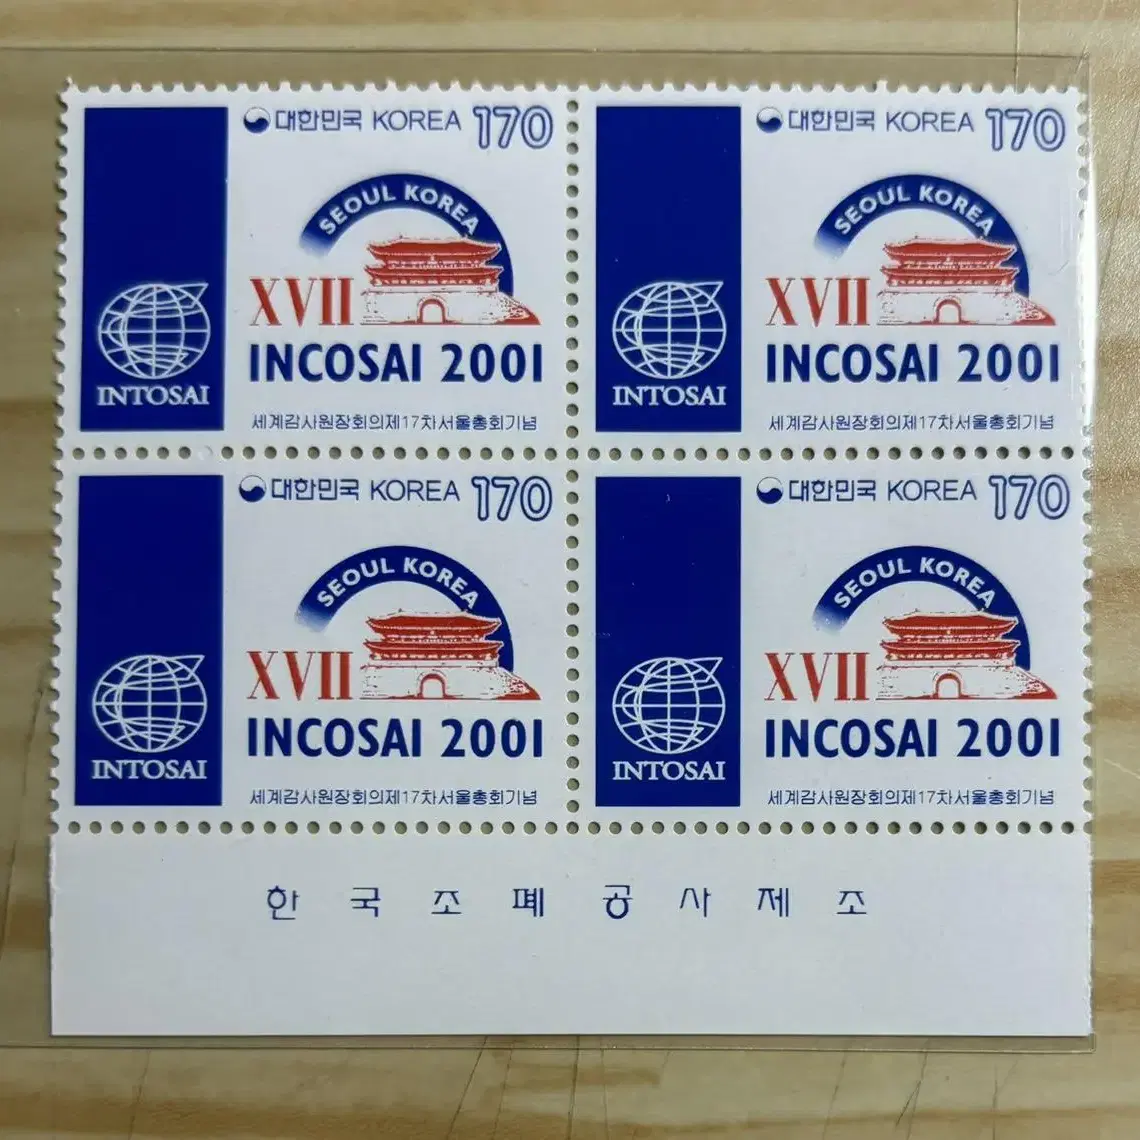 대한민국 KOREA 170
SEOUL KOREA
XVII
INCOSAI 2001
INTOSAI
세계감사원장회의제17차서울총회기념
대한민국 KOREA 170
SEOUL KOREA
XVII
INCOSAI 2001
INTOSAI
세계감사원장회의제17차서울총회기념
대한민국 KOREA 170
SEOUL KOREA
XVII
INCOSAI 2001
INTOSAI
세계감사원장회의제17차서울총회기념
대한민국 KOREA 170
SEOUL KOREA
XVII
INCOSAI 2001
INTOSAI
세계감사원장회의제17차서울총회기념
한국조폐공사제조